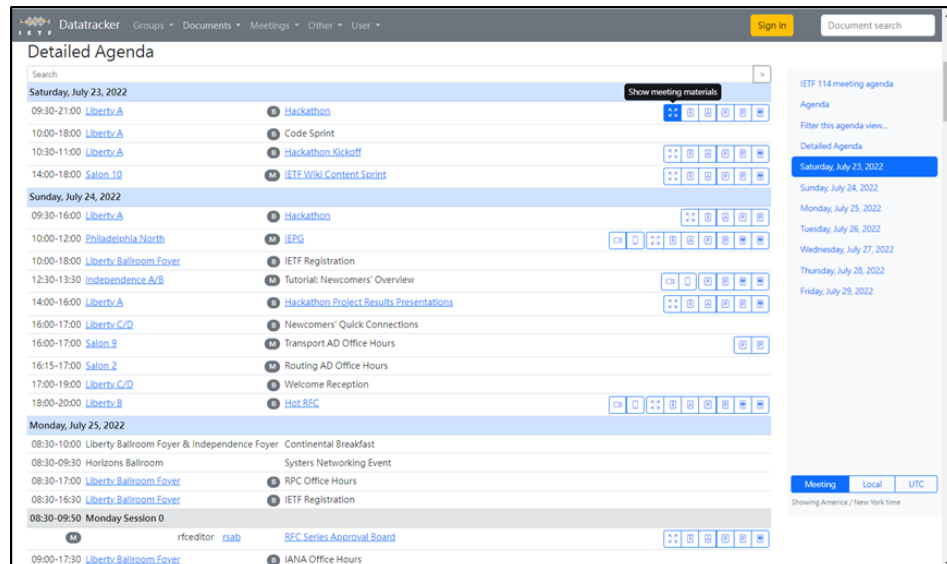 I E T F Datatracker Groups Documents Meetings Other User Sign in Document search
Detailed Agenda
Search ×
Saturday, July 23, 2022
Show meeting materials
09:30-21:00 Liberty A B Hackathon
10:00-18:00 Liberty A B Code Sprint
10:30-11:00 Liberty A B Hackathon Kickoff
14:00-18:00 Salon 10 M IETF Wiki Content Sprint
Sunday, July 24, 2022
09:30-16:00 Liberty A B Hackathon
10:00-12:00 Philadelphia North M IEPG
10:00-18:00 Liberty Ballroom Foyer B IETF Registration
12:30-13:30 Independence A/B M Tutorial: Newcomers' Overview
14:00-16:00 Liberty A B Hackathon Project Results Presentations
16:00-17:00 Liberty C/D B Newcomers' Quick Connections
16:00-17:00 Salon 9 M Transport AD Office Hours
16:15-17:00 Salon 2 M Routing AD Office Hours
17:00-19:00 Liberty C/D B Welcome Reception
18:00-20:00 Liberty B B Hot RFC
Monday, July 25, 2022
08:30-10:00 Liberty Ballroom Foyer & Independence Foyer Continental Breakfast
08:30-09:30 Horizons Ballroom Systers Networking Event
08:30-17:00 Liberty Ballroom Foyer B RPC Office Hours
08:30-16:30 Liberty Ballroom Foyer B IETF Registration
08:30-09:50 Monday Session 0
M rfceditor rsab RFC Series Approval Board
09:00-17:30 Liberty Ballroom Foyer B IANA Office Hours
IETF 114 meeting agenda
Agenda
Filter this agenda view...
Detailed Agenda
Saturday, July 23, 2022
Sunday, July 24, 2022
Monday, July 25, 2022
Tuesday, July 26, 2022
Wednesday, July 27, 2022
Thursday, July 28, 2022
Friday, July 29, 2022
Meeting Local UTC
Showing America / New York time